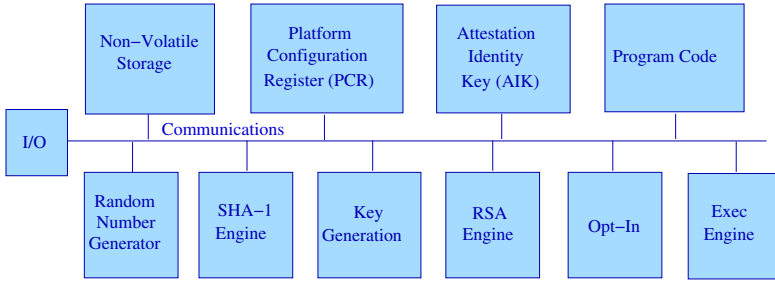 Non−Volatile
Storage
Platform
Configuration
Register (PCR)
Attestation
Identity
Key (AIK)
Program Code
I/O
Communications
Random
Number
Generator
SHA−1
Engine
Key
Generation
RSA
Engine
Opt−In
Exec
Engine